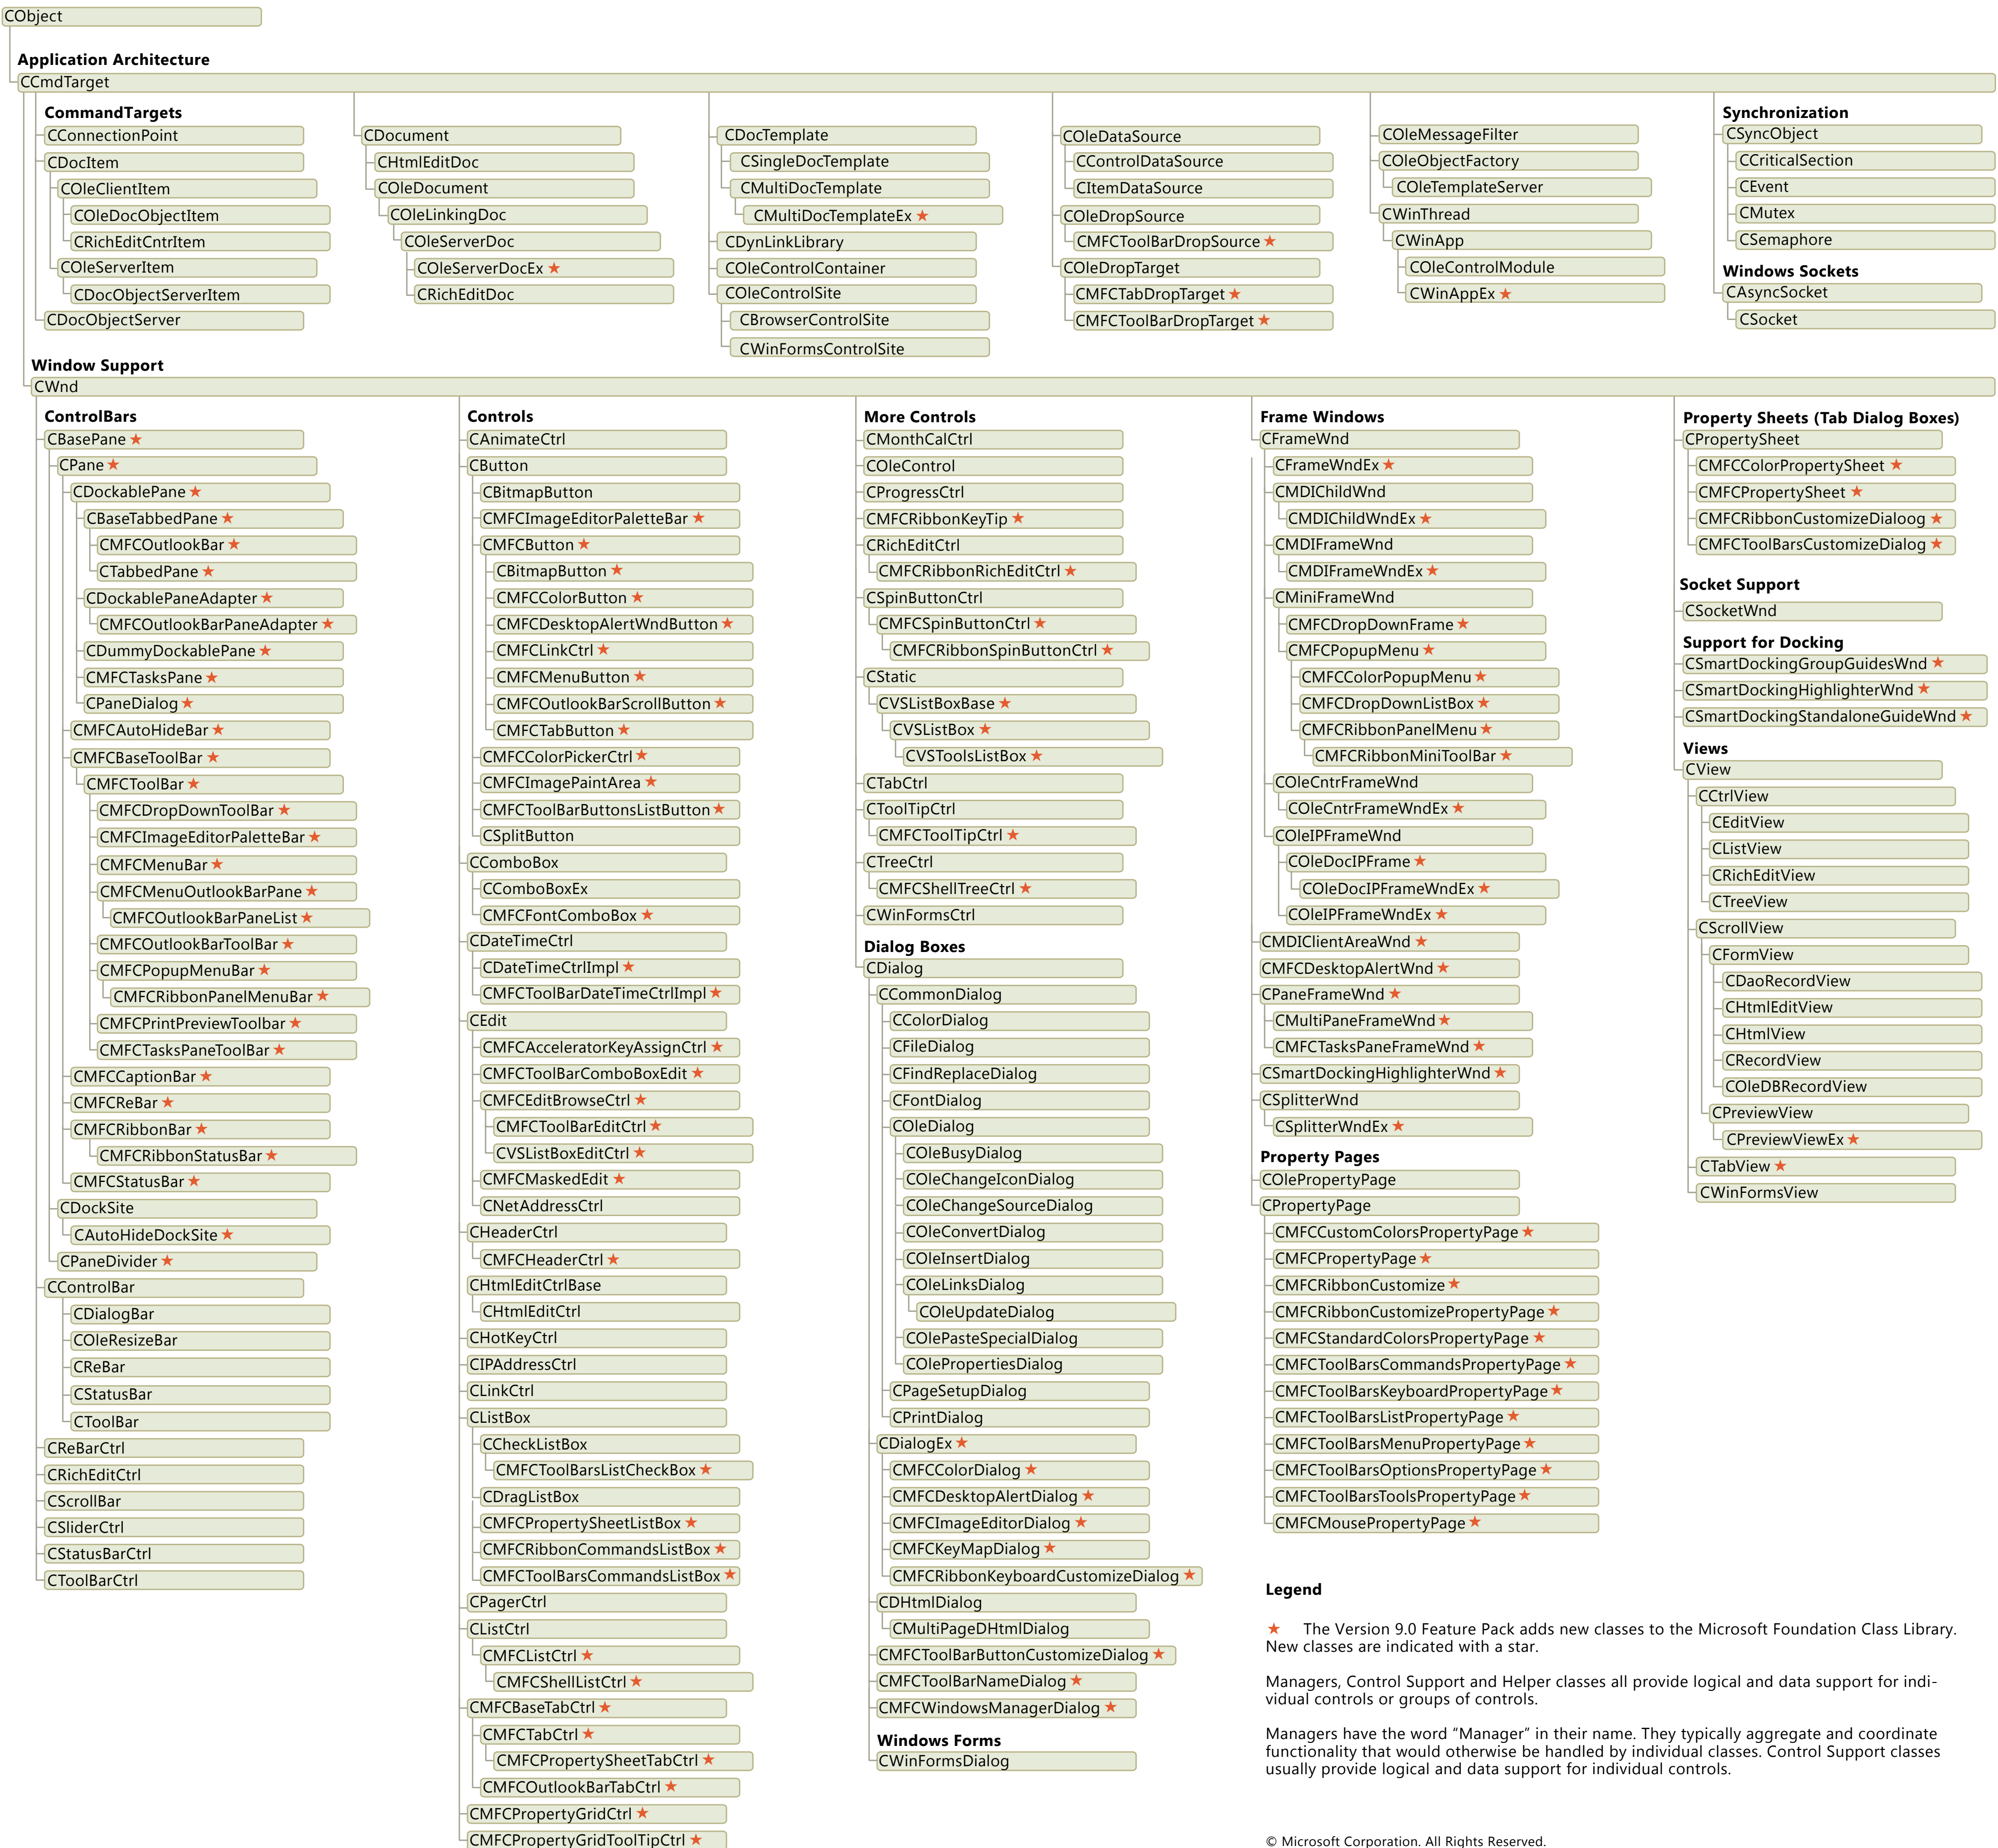 CObject
Application Architecture
CCmdTarget
CommandTargets
CConnectionPoint
CDocItem
COleClientItem
COleDocObjectItem
CRichEditCntrItem
COleServerItem
CDocObjectServerItem
CDocObjectServer
CDocument
CHtmlEditDoc
COleDocument
COleLinkingDoc
COleServerDoc
COleServerDocEx ★
CRichEditDoc
CDocTemplate
CSingleDocTemplate
CMultiDocTemplate
CMultiDocTemplateEx ★
CDynLinkLibrary
COleControlContainer
COleControlSite
CBrowserControlSite
CWinFormsControlSite
COleDataSource
CControlDataSource
CItemDataSource
COleDropSource
CMFCToolBarDropSource ★
COleDropTarget
CMFCTabDropTarget ★
CMFCToolBarDropTarget ★
COleMessageFilter
COleObjectFactory
COleTemplateServer
CWinThread
CWinApp
COleControlModule
CWinAppEx ★
Synchronization
CSyncObject
CCriticalSection
CEvent
CMutex
CSemaphore
Windows Sockets
CAsyncSocket
CSocket
Window Support
CWnd
ControlBars
CBasePane ★
CPane ★
CDockablePane ★
CBaseTabbedPane ★
CMFCOutlookBar ★
CTabbedPane ★
CDockablePaneAdapter ★
CMFCOutlookBarPaneAdapter ★
CDummyDockablePane ★
CMFCTasksPane ★
CPaneDialog ★
CMFCAutoHideBar ★
CMFCBaseToolBar ★
CMFCToolBar ★
CMFCDropDownToolBar ★
CMFCImageEditorPaletteBar ★
CMFCMenuBar ★
CMFCMenuOutlookBarPane ★
CMFCOutlookBarPaneList ★
CMFCOutlookBarToolBar ★
CMFCPopupMenuBar ★
CMFCRibbonPanelMenuBar ★
CMFCPrintPreviewToolbar ★
CMFCTasksPaneToolBar ★
CMFCCaptionBar ★
CMFCReBar ★
CMFCRibbonBar ★
CMFCRibbonStatusBar ★
CMFCStatusBar ★
CDockSite
CAutoHideDockSite ★
CPaneDivider ★
CControlBar
CDialogBar
COleResizeBar
CReBar
CStatusBar
CToolBar
CReBarCtrl
CRichEditCtrl
CScrollBar
CSliderCtrl
CStatusBarCtrl
CToolBarCtrl
Controls
CAnimateCtrl
CButton
CBitmapButton
CMFCImageEditorPaletteBar ★
CMFCButton ★
CBitmapButton ★
CMFCColorButton ★
CMFCDesktopAlertWndButton ★
CMFCLinkCtrl ★
CMFCMenuButton ★
CMFCOutlookBarScrollButton ★
CMFCTabButton ★
CMFCColorPickerCtrl ★
CMFCImagePaintArea ★
CMFCToolBarButtonsListButton ★
CSplitButton
CComboBox
CComboBoxEx
CMFCFontComboBox ★
CDateTimeCtrl
CDateTimeCtrlImpl ★
CMFCToolBarDateTimeCtrlImpl ★
CEdit
CMFCAcceleratorKeyAssignCtrl ★
CMFCToolBarComboBoxEdit ★
CMFCEditBrowseCtrl ★
CMFCToolBarEditCtrl ★
CVSListBoxEditCtrl ★
CMFCMaskedEdit ★
CNetAddressCtrl
CHeaderCtrl
CMFCHeaderCtrl ★
CHtmlEditCtrlBase
CHtmlEditCtrl
CHotKeyCtrl
CIPAddressCtrl
CLinkCtrl
CListBox
CCheckListBox
CMFCToolBarsListCheckBox ★
CDragListBox
CMFCPropertySheetListBox ★
CMFCRibbonCommandsListBox ★
CMFCToolBarsCommandsListBox ★
CPagerCtrl
CListCtrl
CMFCListCtrl ★
CMFCShellListCtrl ★
CMFCBaseTabCtrl ★
CMFCTabCtrl ★
CMFCPropertySheetTabCtrl ★
CMFCOutlookBarTabCtrl ★
CMFCPropertyGridCtrl ★
CMFCPropertyGridToolTipCtrl ★
More Controls
CMonthCalCtrl
COleControl
CProgressCtrl
CMFCRibbonKeyTip ★
CRichEditCtrl
CMFCRibbonRichEditCtrl ★
CSpinButtonCtrl
CMFCSpinButtonCtrl ★
CMFCRibbonSpinButtonCtrl ★
CStatic
CVSListBoxBase ★
CVSListBox ★
CVSToolsListBox ★
CTabCtrl
CToolTipCtrl
CMFCToolTipCtrl ★
CTreeCtrl
CMFCShellTreeCtrl ★
CWinFormsCtrl
Dialog Boxes
CDialog
CCommonDialog
CColorDialog
CFileDialog
CFindReplaceDialog
CFontDialog
COleDialog
COleBusyDialog
COleChangeIconDialog
COleChangeSourceDialog
COleConvertDialog
COleInsertDialog
COleLinksDialog
COleUpdateDialog
COlePasteSpecialDialog
COlePropertiesDialog
CPageSetupDialog
CPrintDialog
CDialogEx ★
CMFCColorDialog ★
CMFCDesktopAlertDialog ★
CMFCImageEditorDialog ★
CMFCKeyMapDialog ★
CMFCRibbonKeyboardCustomizeDialog ★
CDHtmlDialog
CMultiPageDHtmlDialog
CMFCToolBarButtonCustomizeDialog ★
CMFCToolBarNameDialog ★
CMFCWindowsManagerDialog ★
Windows Forms
CWinFormsDialog
Frame Windows
CFrameWnd
CFrameWndEx ★
CMDIChildWnd
CMDIChildWndEx ★
CMDIFrameWnd
CMDIFrameWndEx ★
CMiniFrameWnd
CMFCDropDownFrame ★
CMFCPopupMenu ★
CMFCColorPopupMenu ★
CMFCDropDownListBox ★
CMFCRibbonPanelMenu ★
CMFCRibbonMiniToolBar ★
COleCntrFrameWnd
COleCntrFrameWndEx ★
COleIPFrameWnd
COleDocIPFrame ★
COleDocIPFrameWndEx ★
COleIPFrameWndEx ★
CMDIClientAreaWnd ★
CMFCDesktopAlertWnd ★
CPaneFrameWnd ★
CMultiPaneFrameWnd ★
CMFCTasksPaneFrameWnd ★
CSmartDockingHighlighterWnd ★
CSplitterWnd
CSplitterWndEx ★
Property Pages
COlePropertyPage
CPropertyPage
CMFCCustomColorsPropertyPage ★
CMFCPropertyPage ★
CMFCRibbonCustomize ★
CMFCRibbonCustomizePropertyPage ★
CMFCStandardColorsPropertyPage ★
CMFCToolBarsCommandsPropertyPage ★
CMFCToolBarsKeyboardPropertyPage ★
CMFCToolBarsListPropertyPage ★
CMFCToolBarsMenuPropertyPage ★
CMFCToolBarsOptionsPropertyPage ★
CMFCToolBarsToolsPropertyPage ★
CMFCMousePropertyPage ★
Property Sheets (Tab Dialog Boxes)
CPropertySheet
CMFCColorPropertySheet ★
CMFCPropertySheet ★
CMFCRibbonCustomizeDialoog ★
CMFCToolBarsCustomizeDialog ★
Socket Support
CSocketWnd
Support for Docking
CSmartDockingGroupGuidesWnd ★
CSmartDockingHighlighterWnd ★
CSmartDockingStandaloneGuideWnd ★
Views
CView
CCtrlView
CEditView
CListView
CRichEditView
CTreeView
CScrollView
CFormView
CDaoRecordView
CHtmlEditView
CHtmlView
CRecordView
COleDBRecordView
CPreviewView
CPreviewViewEx ★
CTabView ★
CWinFormsView
Legend
★ The Version 9.0 Feature Pack adds new classes to the Microsoft Foundation Class Library.
New classes are indicated with a star.
Managers, Control Support and Helper classes all provide logical and data support for indi-
vidual controls or groups of controls.
Managers have the word “Manager” in their name. They typically aggregate and coordinate
functionality that would otherwise be handled by individual classes. Control Support classes
usually provide logical and data support for individual controls.
© Microsoft Corporation. All Rights Reserved.